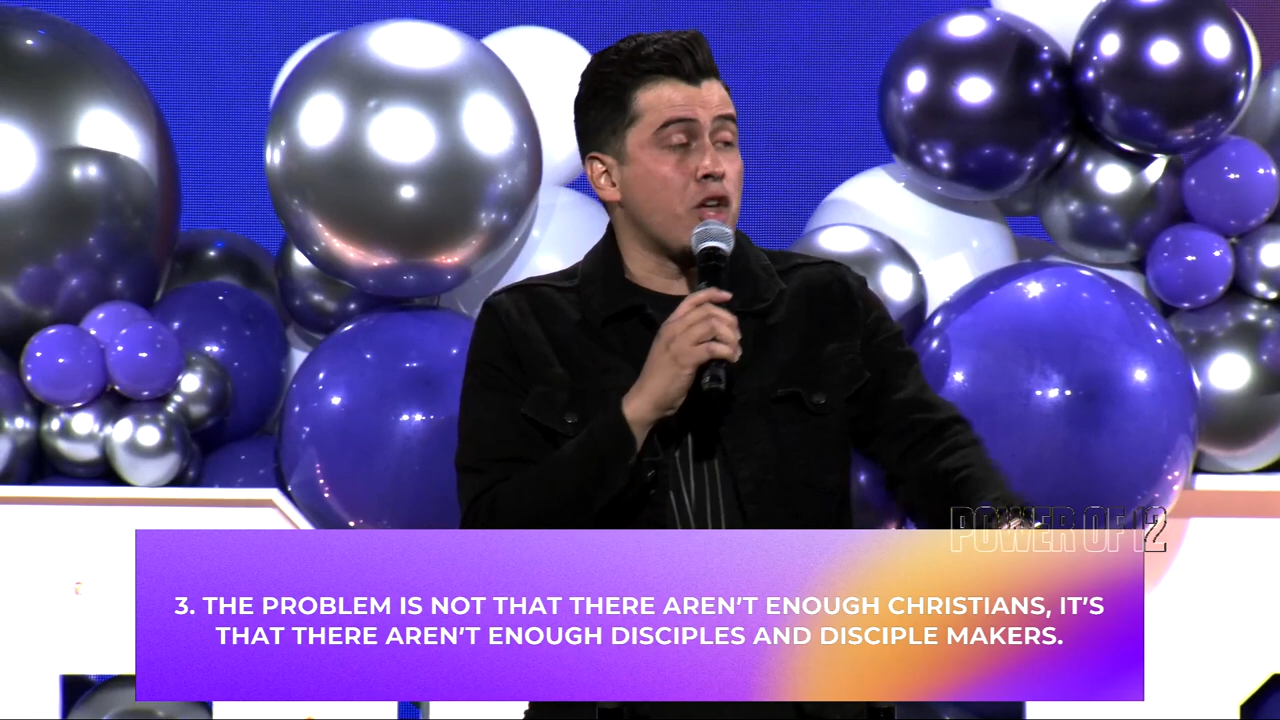 POWER OF 12
3. THE PROBLEM IS NOT THAT THERE AREN'T ENOUGH CHRISTIANS, IT'S
THAT THERE AREN'T ENOUGH DISCIPLES AND DISCIPLE MAKERS.